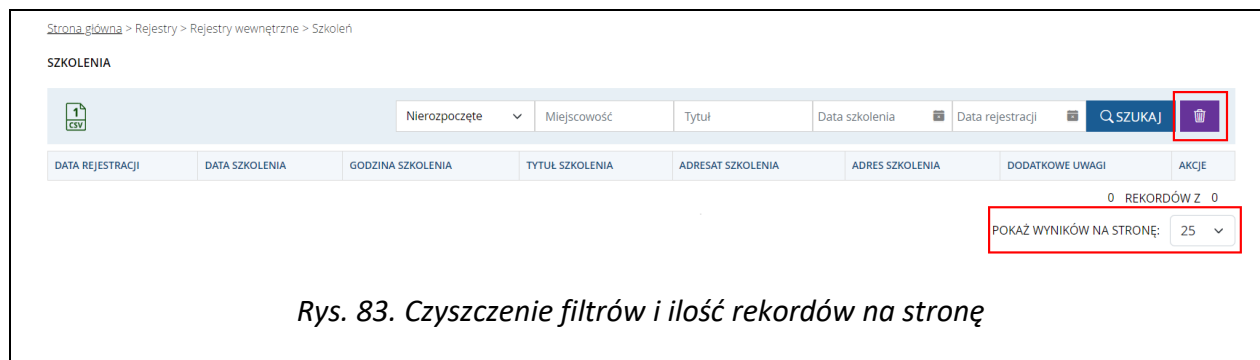 Strona główna > Rejestry > Rejestry wewnętrzne > Szkoleń
SZKOLENIA
1 CSV Nierozpoczęte Miejscowość Tytuł Data szkolenia Data rejestracji SZUKAJ
DATA REJESTRACJI DATA SZKOLENIA GODZINA SZKOLENIA TYTUŁ SZKOLENIA ADRESAT SZKOLENIA ADRES SZKOLENIA DODATKOWE UWAGI AKCJE
0 REKORDÓW Z 0
POKAŻ WYNIKÓW NA STRONĘ: 25
Rys. 83. Czyszczenie filtrów i ilość rekordów na stronę